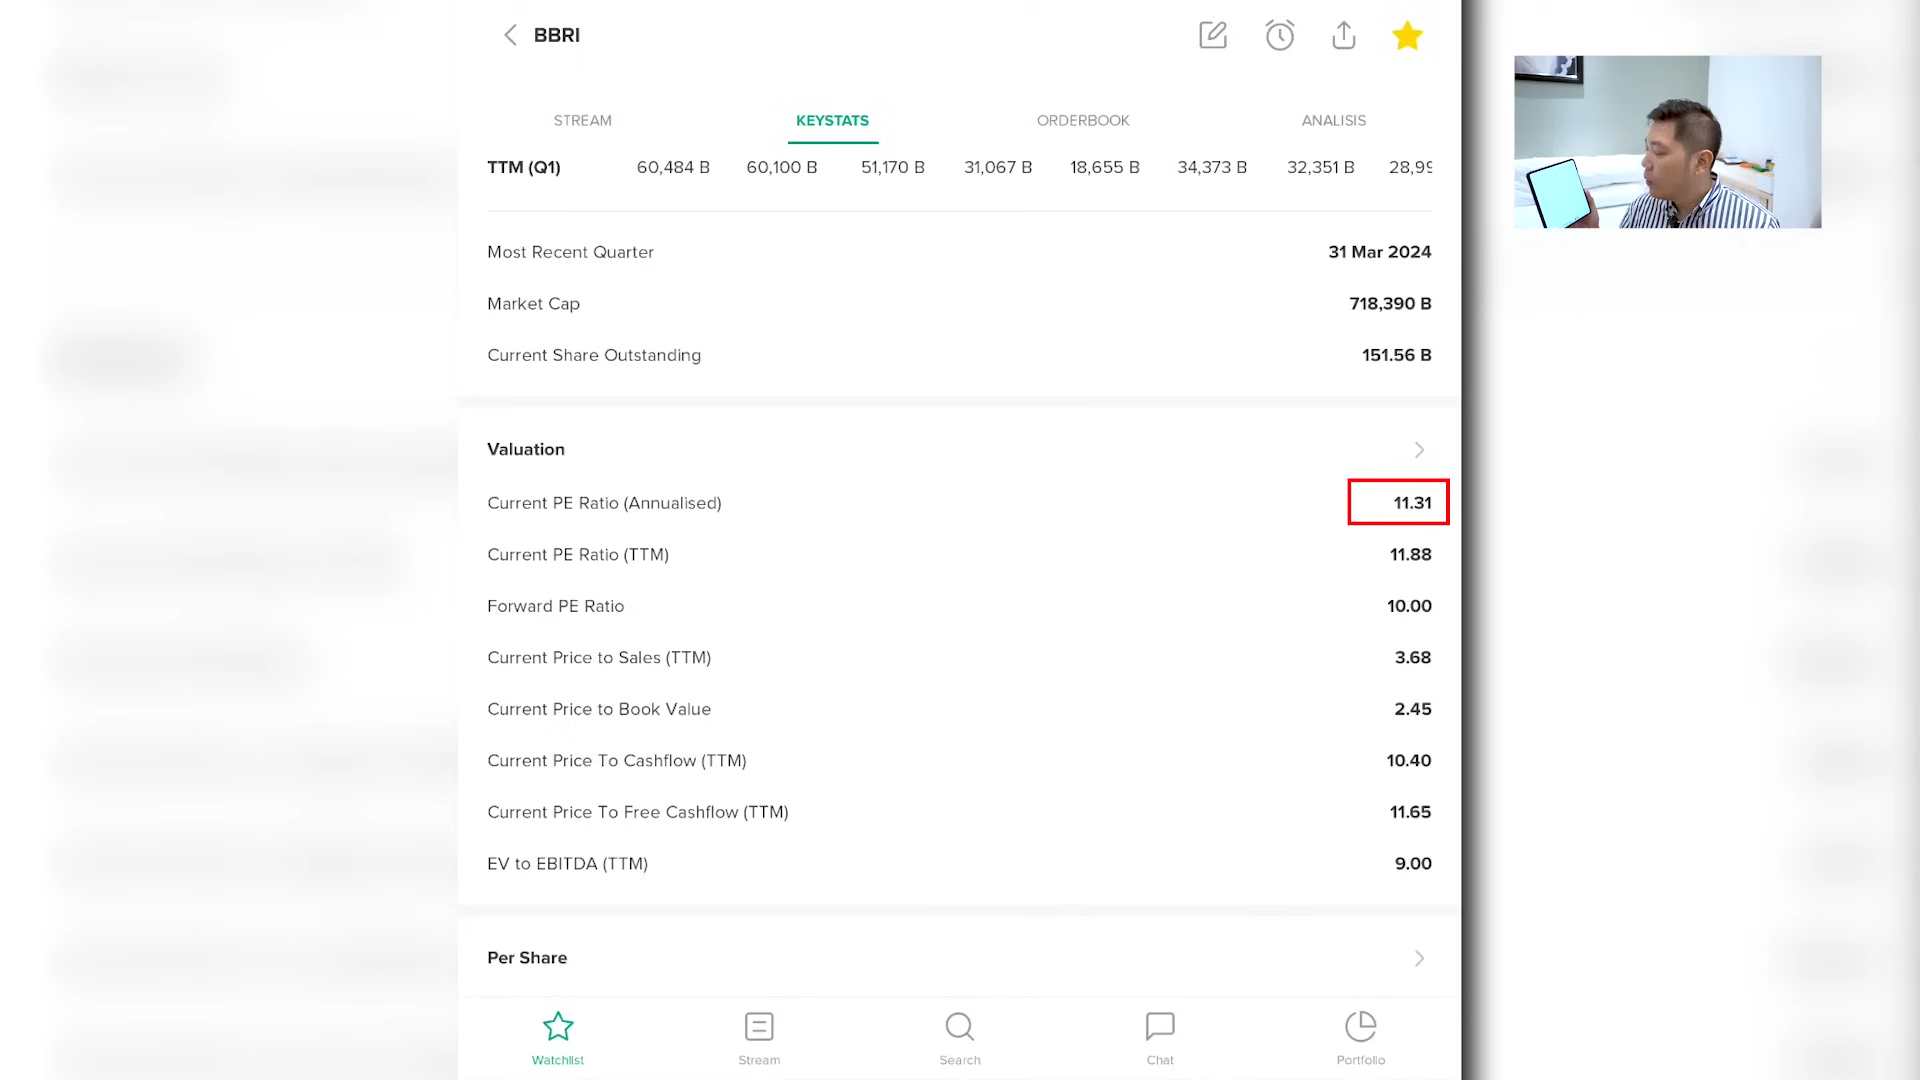 BBRI
STREAM KEYSTATS ORDERBOOK ANALISIS
TTM (Q1) 60,484 B 60,100 B 51,170 B 31,067 B 18,655 B 34,373 B 32,351 B 28,99
Most Recent Quarter 31 Mar 2024
Market Cap 718,390 B
Current Share Outstanding 151.56 B
Valuation
Current PE Ratio (Annualised) 11.31
Current PE Ratio (TTM) 11.88
Forward PE Ratio 10.00
Current Price to Sales (TTM) 3.68
Current Price to Book Value 2.45
Current Price To Cashflow (TTM) 10.40
Current Price To Free Cashflow (TTM) 11.65
EV to EBITDA (TTM) 9.00
Per Share
Watchlist Stream Search Chat Portfolio